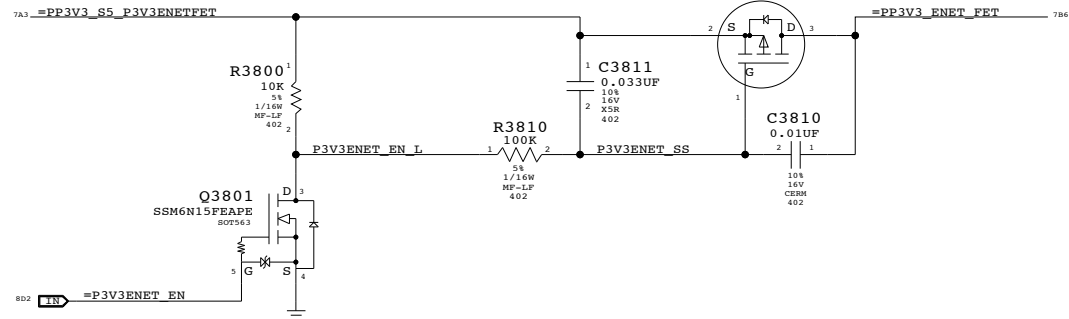 7A3 =PP3V3_S5_P3V3ENETFET
=PP3V3_ENET_FET 7B6
2 S D 3
G
1
R3800
10K
5%
1/16W
MF-LF
402
1
2
1
C3811
0.033UF
10%
16V
X5R
402
2
C3810
0.01UF
2 1
10%
16V
CERM
402
P3V3ENET_EN_L
R3810
100K
1 2
5%
1/16W
MF-LF
402
P3V3ENET_SS
Q3801
SSM6N15FEAPE
SOT563
D 3
5 G S 4
8D2 IN =P3V3ENET_EN